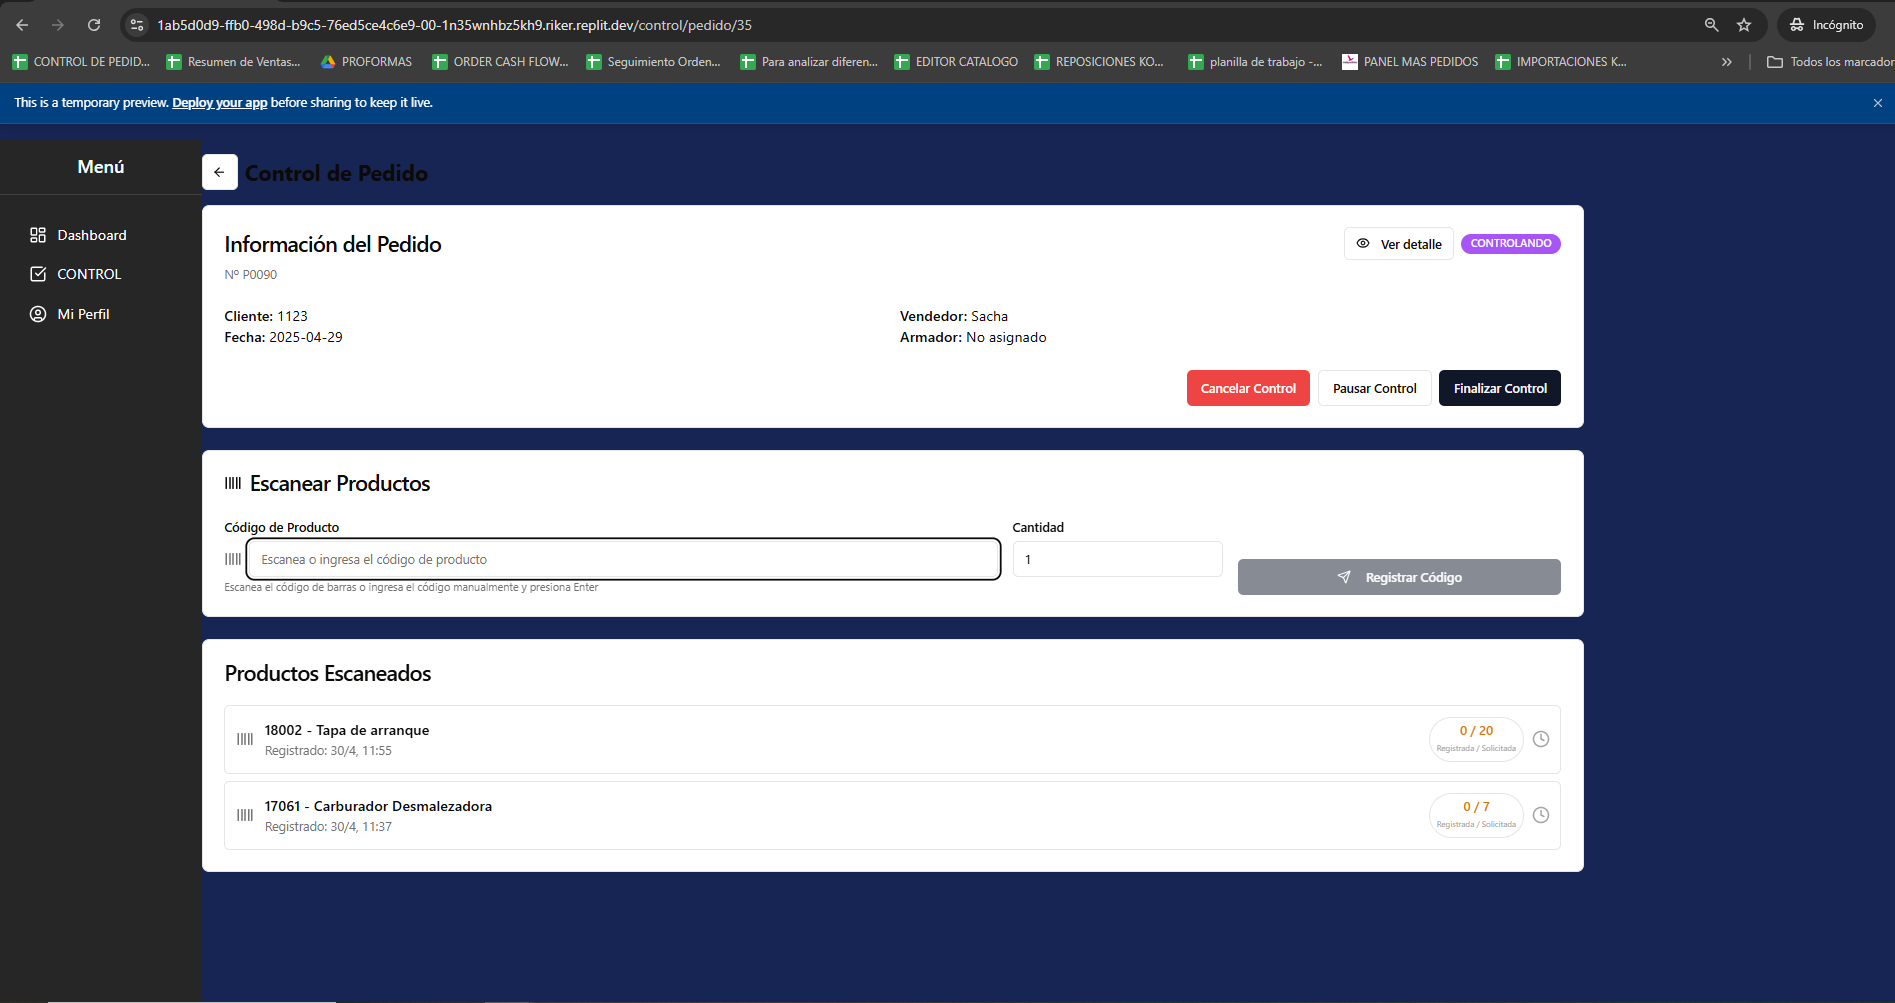 1ab5d0d9-ffb0-498d-b9c5-76ed5ce4c6e9-00-1n35wnhbz5kh9.riker.replit.dev/control/pedido/35
Incógnito
CONTROL DE PEDID...
Resumen de Ventas...
PROFORMAS
ORDER CASH FLOW...
Seguimiento Orden...
Para analizar diferen...
EDITOR CATALOGO
REPOSICIONES KO...
planilla de trabajo -...
PANEL MAS PEDIDOS
IMPORTACIONES K...
Todos los marcador
This is a temporary preview. Deploy your app before sharing to keep it live.
Menú
Dashboard
CONTROL
Mi Perfil
Control de Pedido
Información del Pedido
Ver detalle
CONTROLANDO
Nº P0090
Cliente: 1123
Vendedor: Sacha
Fecha: 2025-04-29
Armador: No asignado
Cancelar Control
Pausar Control
Finalizar Control
Escanear Productos
Código de Producto
Cantidad
Escanea o ingresa el código de producto
1
Registrar Código
Escanea el código de barras o ingresa el código manualmente y presiona Enter
Productos Escaneados
18002 - Tapa de arranque
Registrado: 30/4, 11:55
0 / 20
Registrada / Solicitada
17061 - Carburador Desmalezadora
Registrado: 30/4, 11:37
0 / 7
Registrada / Solicitada